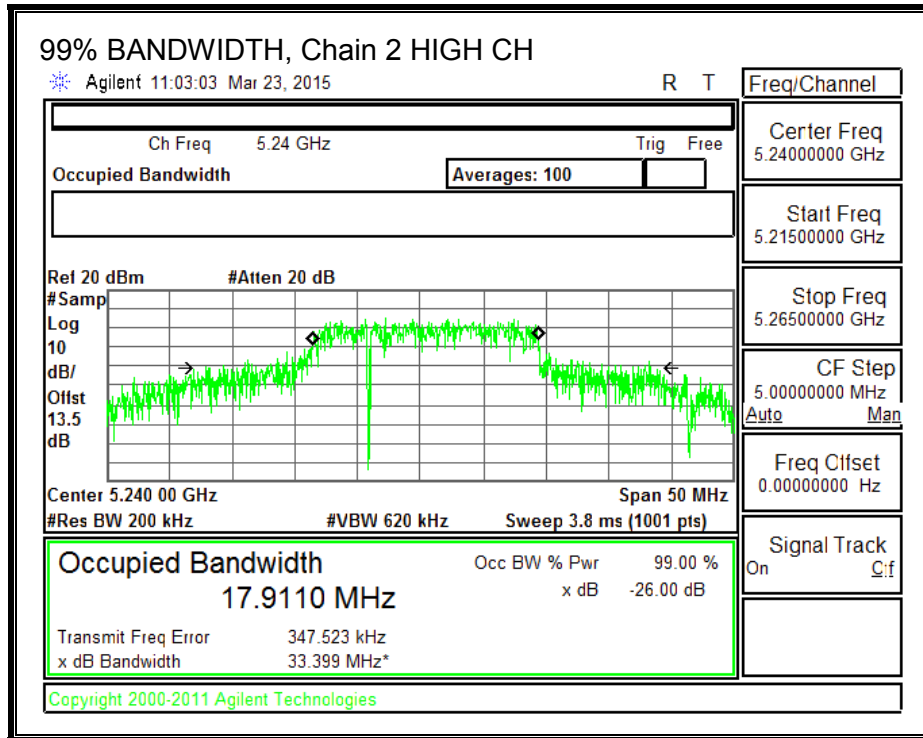 99% BANDWIDTH, Chain 2 HIGH CH
Agilent 11:03:03 Mar 23, 2015 R T
Freq/Channel
Ch Freq 5.24 GHz Trig Free
Occupied Bandwidth Averages: 100
Center Freq
5.24000000 GHz
Start Freq
5.21500000 GHz
Stop Freq
5.26500000 GHz
CF Step
5.00000000 MHz
Auto Man
Freq Offset
0.00000000 Hz
Signal Track
On Off
Ref 20 dBm #Atten 20 dB
#Samp
Log
10
dB/
Offst
13.5
dB
Center 5.240 00 GHz Span 50 MHz
#Res BW 200 kHz #VBW 620 kHz Sweep 3.8 ms (1001 pts)
Occupied Bandwidth
17.9110 MHz
Occ BW % Pwr 99.00 %
x dB -26.00 dB
Transmit Freq Error 347.523 kHz
x dB Bandwidth 33.399 MHz*
Copyright 2000-2011 Agilent Technologies